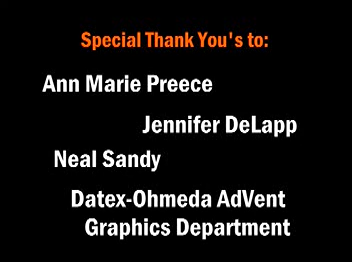 Special Thank You's to:
Ann Marie Preece
Jennifer DeLapp
Neal Sandy
Datex-Ohmeda AdVent
Graphics Department